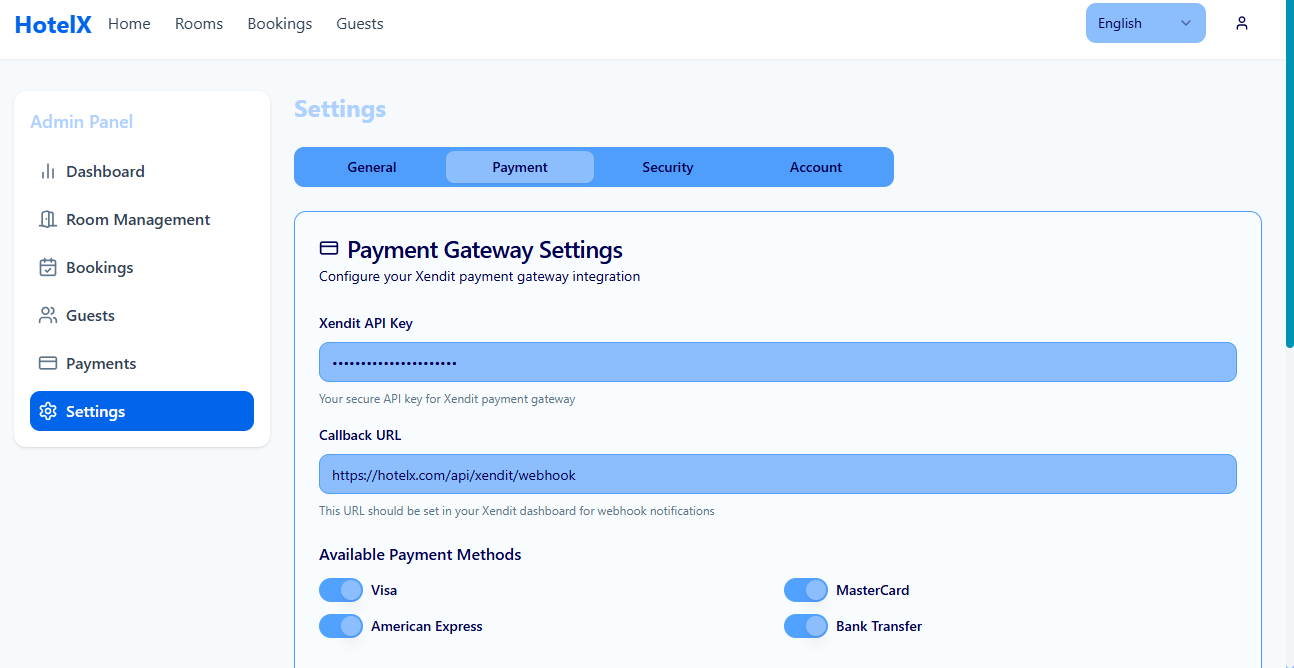 HotelX Home Rooms Bookings Guests English
Admin Panel
Dashboard
Room Management
Bookings
Guests
Payments
Settings
Settings
General Payment Security Account
Payment Gateway Settings
Configure your Xendit payment gateway integration
Xendit API Key
••••••••••••••••••••••
Your secure API key for Xendit payment gateway
Callback URL
https://hotelx.com/api/xendit/webhook
This URL should be set in your Xendit dashboard for webhook notifications
Available Payment Methods
Visa MasterCard
American Express Bank Transfer